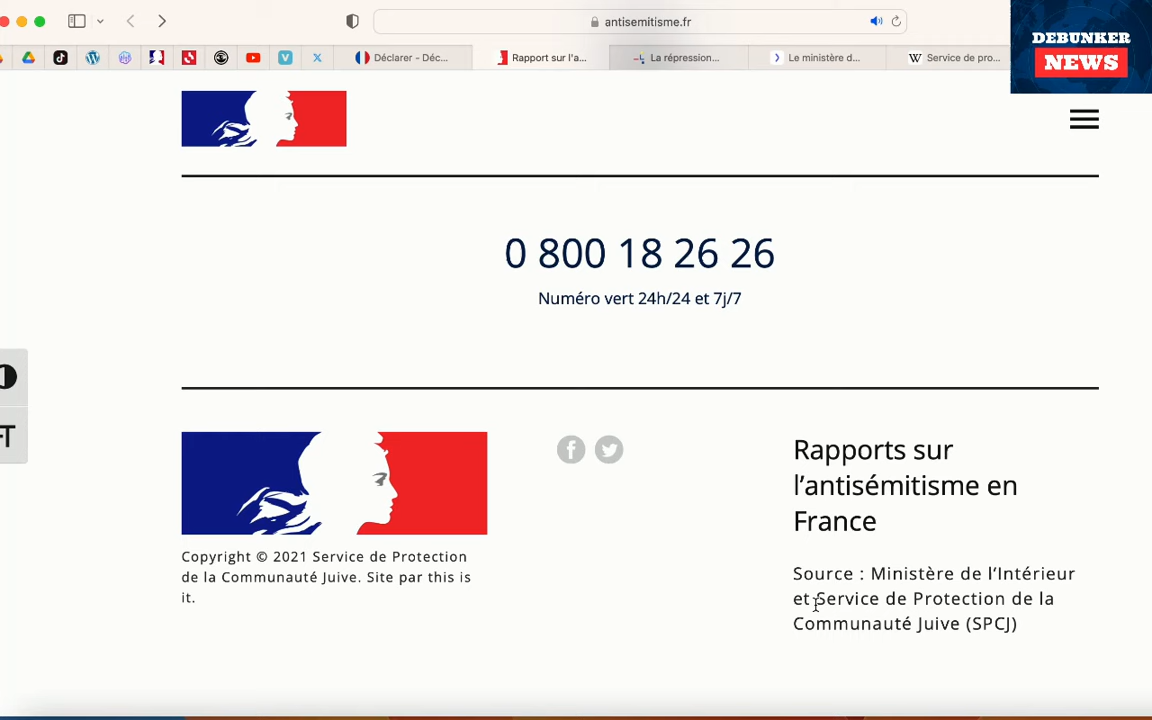 antisemitisme.fr
DEBUNKER
NEWS
Déclarer - Déc...
Rapport sur l'a...
La répression...
Le ministère d...
W
Service de pro...
0 800 18 26 26
Numéro vert 24h/24 et 7j/7
FT
Copyright © 2021 Service de Protection
de la Communauté Juive. Site par this is
it.
Rapports sur
l'antisémitisme en
France
Source : Ministère de l'Intérieur
et Service de Protection de la
Communauté Juive (SPCJ)